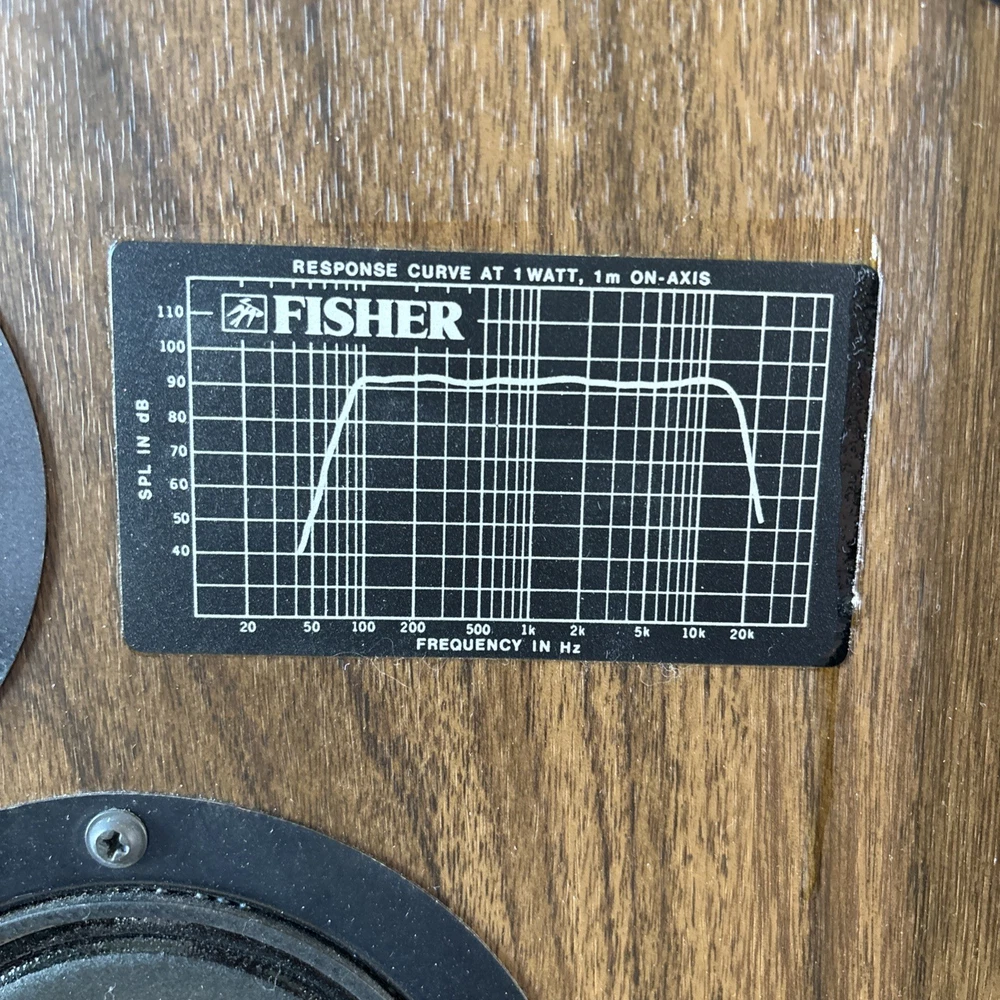 RESPONSE CURVE AT 1 WATT, 1m ON-AXIS
FISHER
110
100
90
80
70
60
50
40
SPL IN dB
20 50 100 200 500 1k 2k 5k 10k 20k
FREQUENCY IN Hz